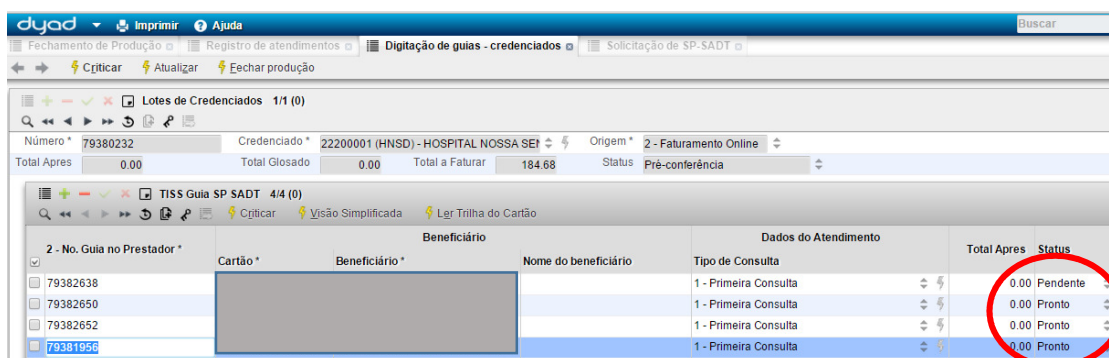 dyad Imprimir Ajuda Buscar
Fechamento de Produção Registro de atendimentos Digitação de guias - credenciados Solicitação de SP-SADT
Criticar Atualizar Fechar produção
Lotes de Credenciados 1/1 (0)
Número * 79380232 Credenciado * 22200001 (HNSD) - HOSPITAL NOSSA SEN Origem * 2 - Faturamento Online
Total Apres 0.00 Total Glosado 0.00 Total a Faturar 184.68 Status Pré-conferência
TISS Guia SP SADT 4/4 (0)
Criticar Visão Simplificada Ler Trilha do Cartão
Beneficiário Dados do Atendimento
2 - No. Guia no Prestador * Total Apres Status
Cartão * Beneficiário * Nome do beneficiário Tipo de Consulta
79382638 1 - Primeira Consulta 0.00 Pendente
79382650 1 - Primeira Consulta 0.00 Pronto
79382652 1 - Primeira Consulta 0.00 Pronto
79381956 1 - Primeira Consulta 0.00 Pronto